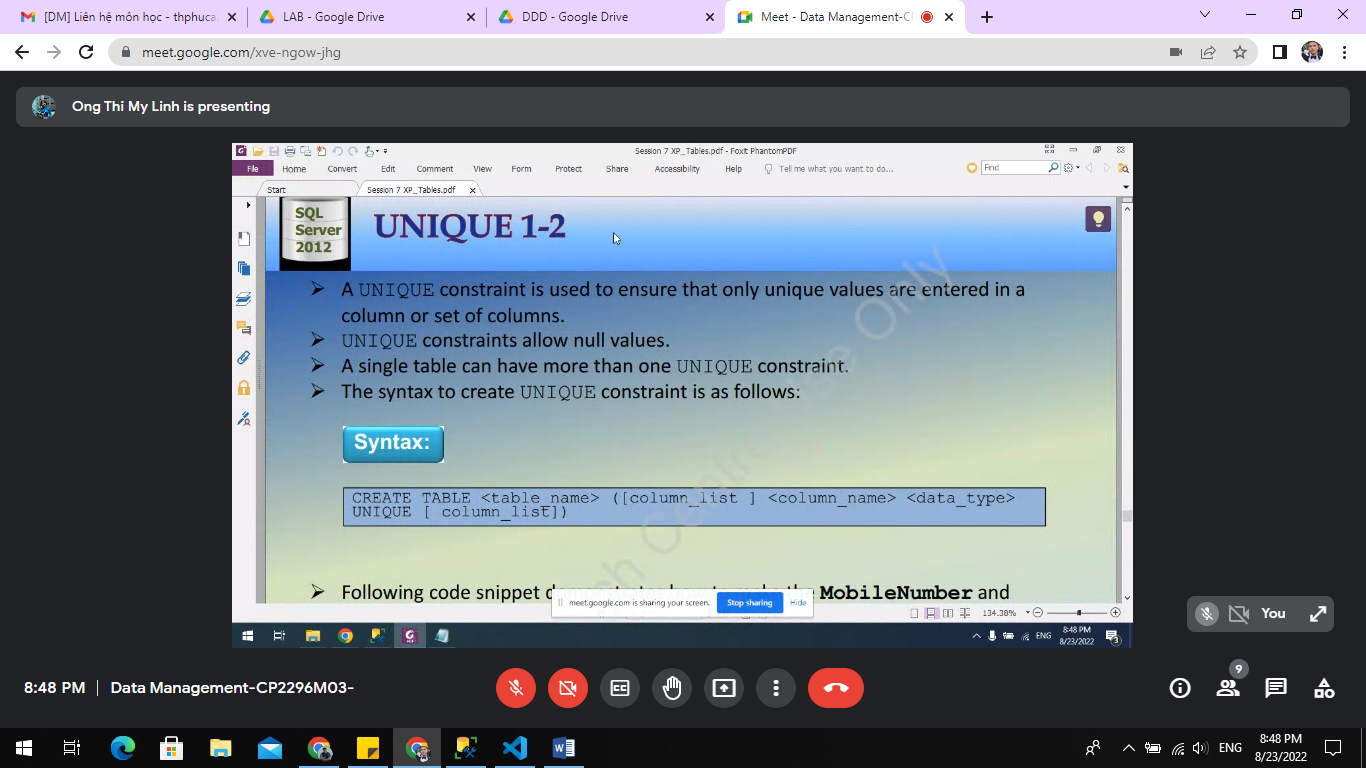 [DM] Liên hệ môn học - thphuca
LAB - Google Drive
DDD - Google Drive
Meet - Data Management-C
meet.google.com/xve-ngow-jhg
Ong Thi My Linh is presenting
Session 7 XP_Tables.pdf - Foxit PhantomPDF
File Home Convert Edit Comment View Form Protect Share Accessibility Help Tell me what you want to do... Find
Start Session 7 XP_Tables.pdf
SQL
Server
2012
UNIQUE 1-2
A UNIQUE constraint is used to ensure that only unique values are entered in a
column or set of columns.
UNIQUE constraints allow null values.
A single table can have more than one UNIQUE constraint.
The syntax to create UNIQUE constraint is as follows:
Syntax:
CREATE TABLE <table_name> ([column_list ] <column_name> <data_type>
UNIQUE [ column_list])
Following code snippet MobileNumber and
Centre Use Only
meet.google.com is sharing your screen. Stop sharing Hide
134.38%
ENG
8:48 PM
8/23/2022
3
You
8:48 PM | Data Management-CP2296M03-
9
ENG
8:48 PM
8/23/2022